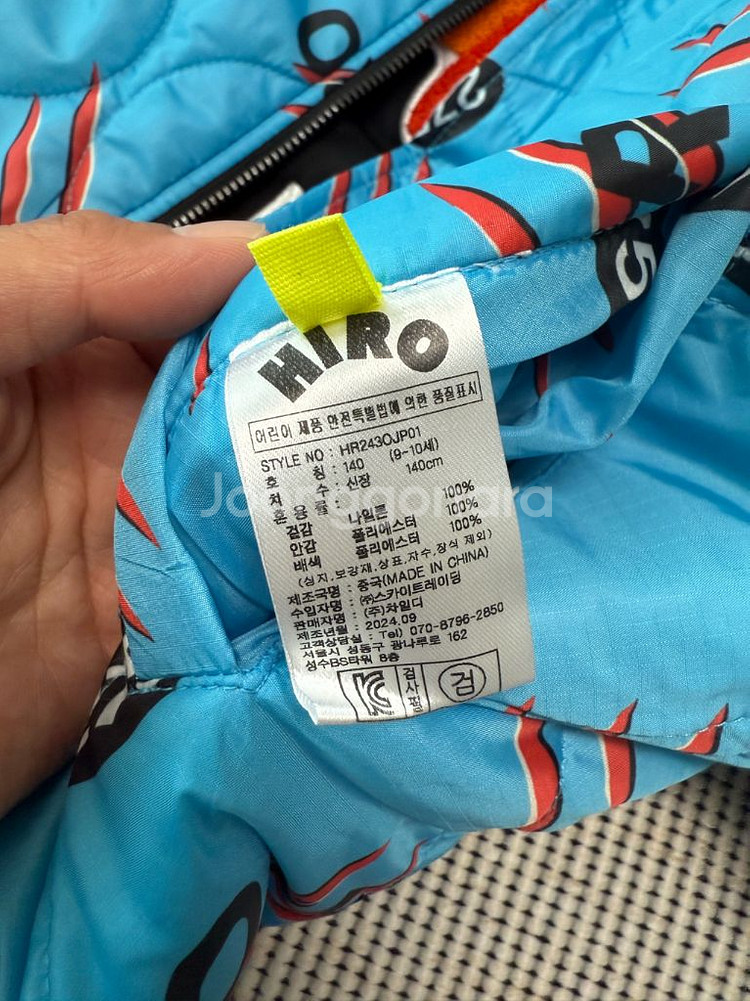 HIRO
어린이 제품 안전특별법에 의한 품질표시
STYLE NO : HR243OJP01
호 칭 : 140 (9-10세)
치 수 : 신장 140cm
혼 용 률 :
겉감 나일론 100%
안감 폴리에스터 100%
배색 폴리에스터 100%
(심지,보강재,상표,자수,장식 제외)
제조국명 : 중국(MADE IN CHINA)
수입자명 : ㈜스카이트레이딩
판매자명 : (주)차일디
제조년월 : 2024.09
고객상담실 : Tel) 070-8796-2850
서울시 성동구 광나루로 162
성수BS타워 8층
검사필
검
Joonggonara